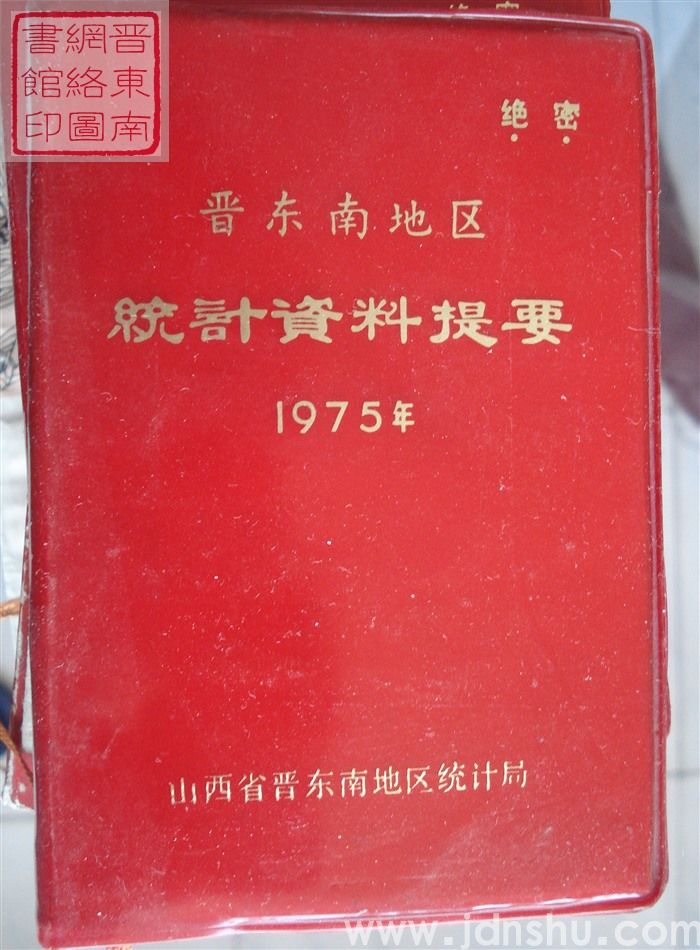 晋東南
網絡圖
書館印
绝密
晋东南地区
統計資料提要
1975年
山西省晋东南地区统计局
www.jdnshu.com